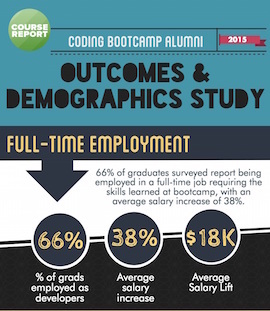 COURSE
REPORT
CODING BOOTCAMP ALUMNI
2015
OUTCOMES &
DEMOGRAPHICS STUDY
FULL-TIME EMPLOYMENT
66% of graduates surveyed report being
employed in a full-time job requiring the
skills learned at bootcamp, with an
average salary increase of 38%.
66% 38% $18K
% of grads Average Average
employed as salary Salary Lift
developers increase